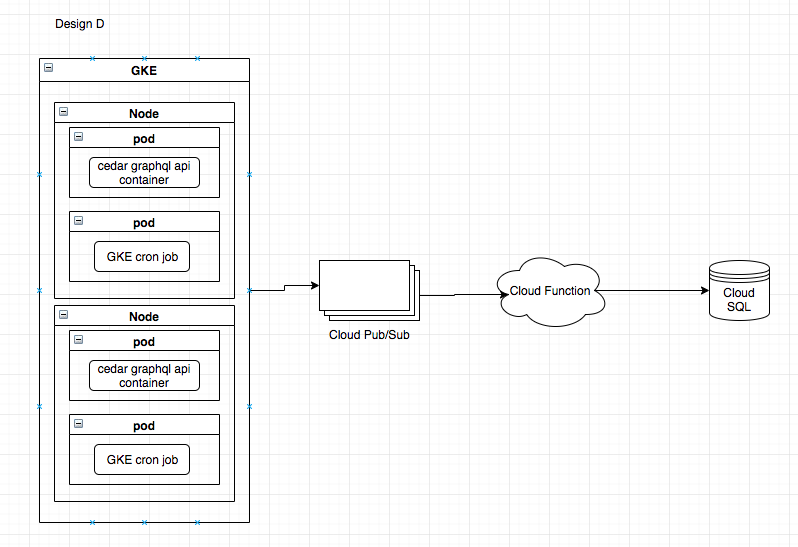 Design D
GKE
Node
pod
cedar graphql api
container
pod
GKE cron job
Node
pod
cedar graphql api
container
pod
GKE cron job
Cloud Pub/Sub
Cloud Function
Cloud
SQL